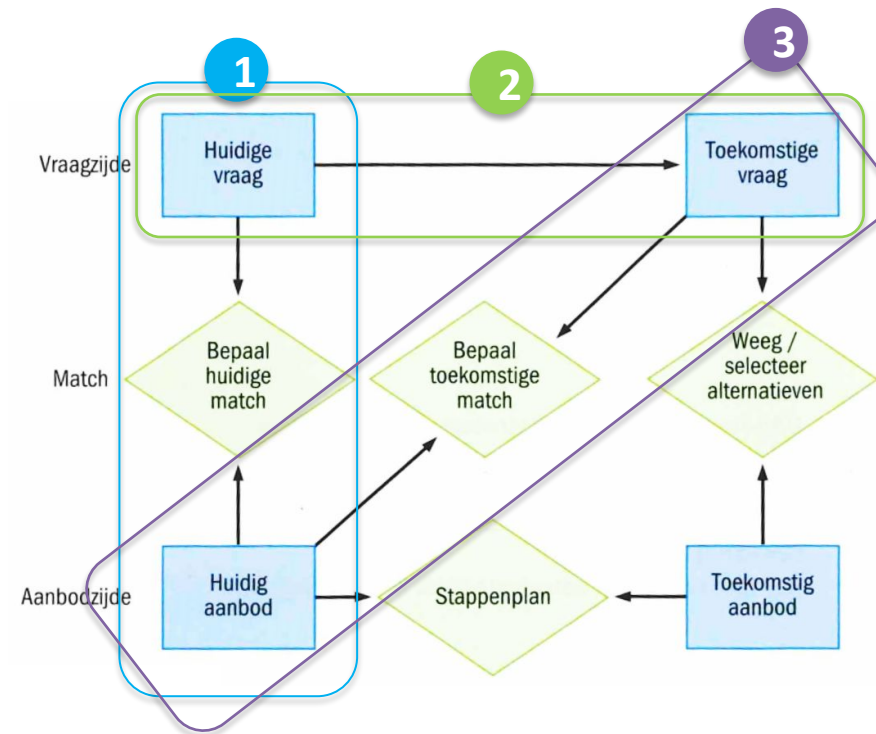 1
2
3
Vraagzijde
Huidige
vraag
Toekomstige
vraag
Match
Bepaal
huidige
match
Bepaal
toekomstige
match
Weeg /
selecteer
alternatieven
Aanbodzijde
Huidig
aanbod
Stappenplan
Toekomstig
aanbod